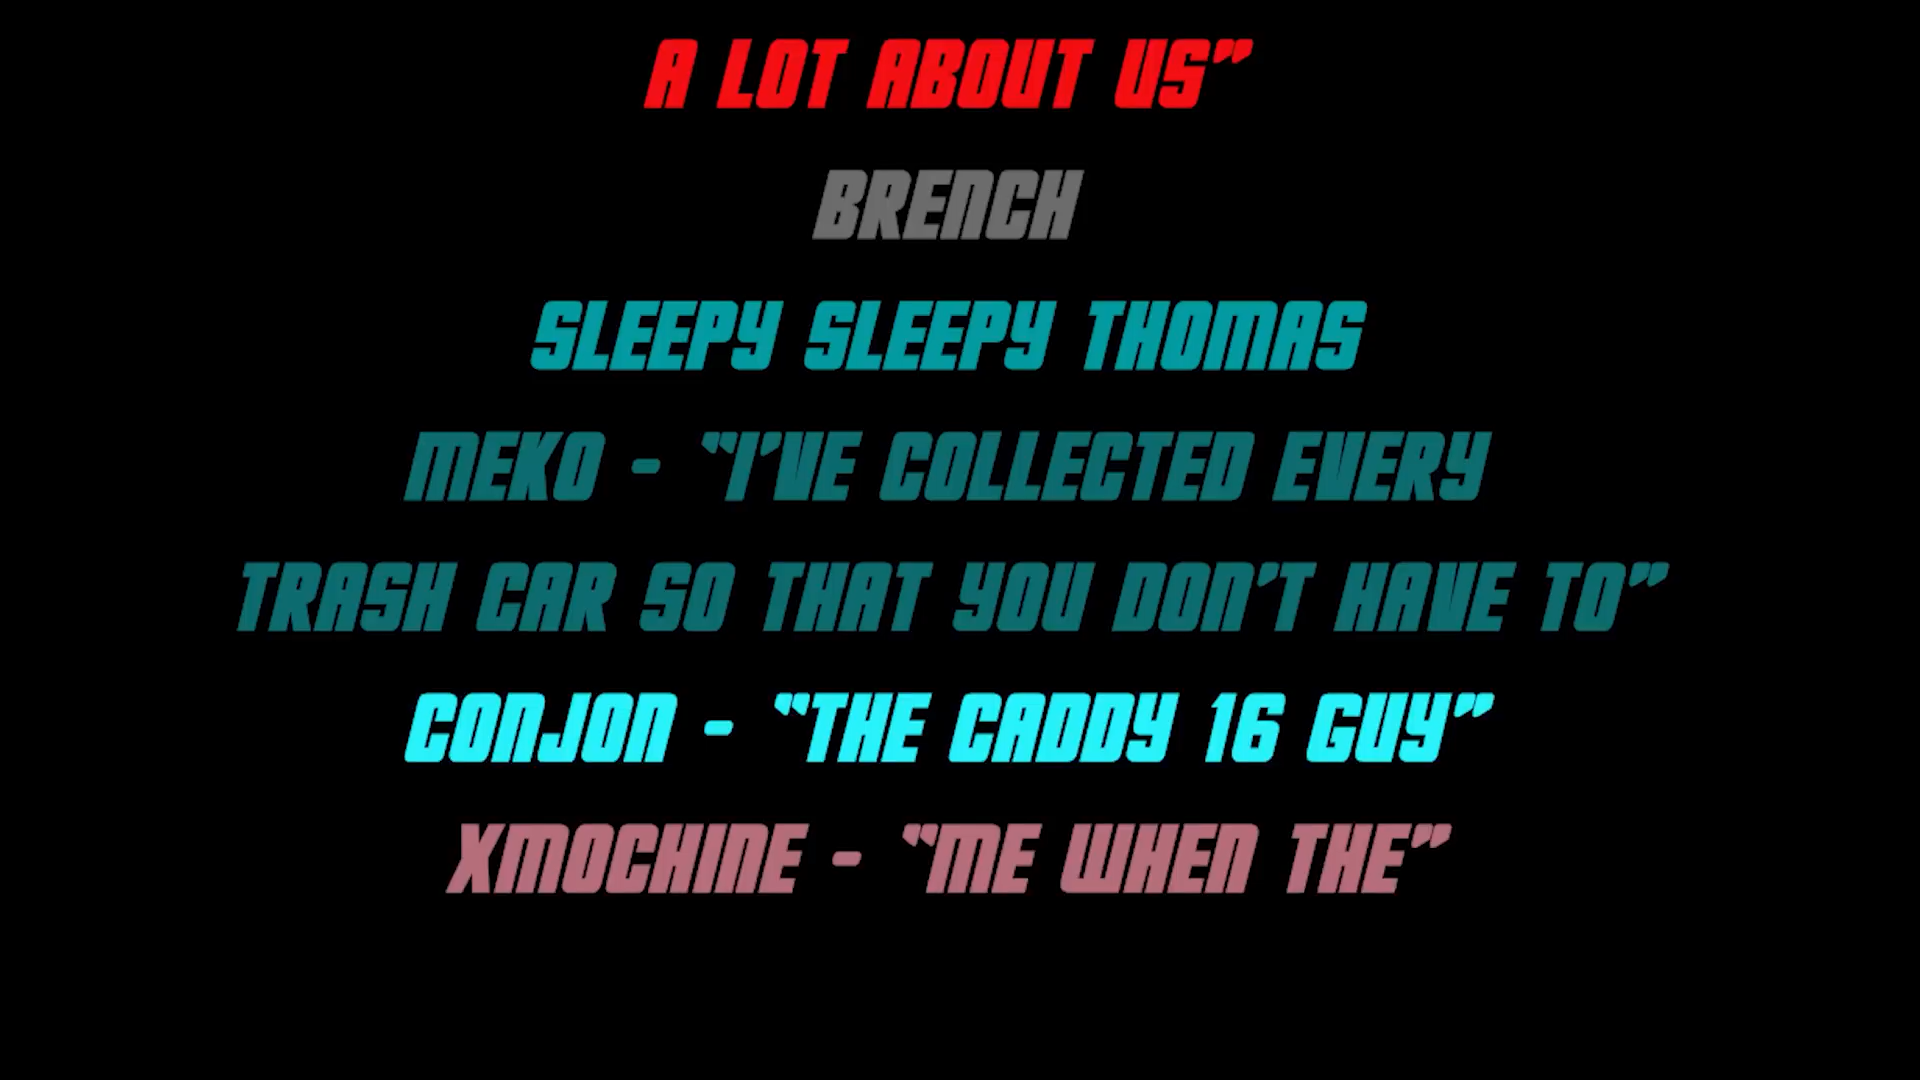 A LOT ABOUT US”
BRENCH
SLEEPY SLEEPY THOMAS
MEKO - “I’VE COLLECTED EVERY
TRASH CAR SO THAT YOU DON’T HAVE TO”
CONJON - “THE CADDY 16 GUY”
XMOCHINE - “ME WHEN THE”